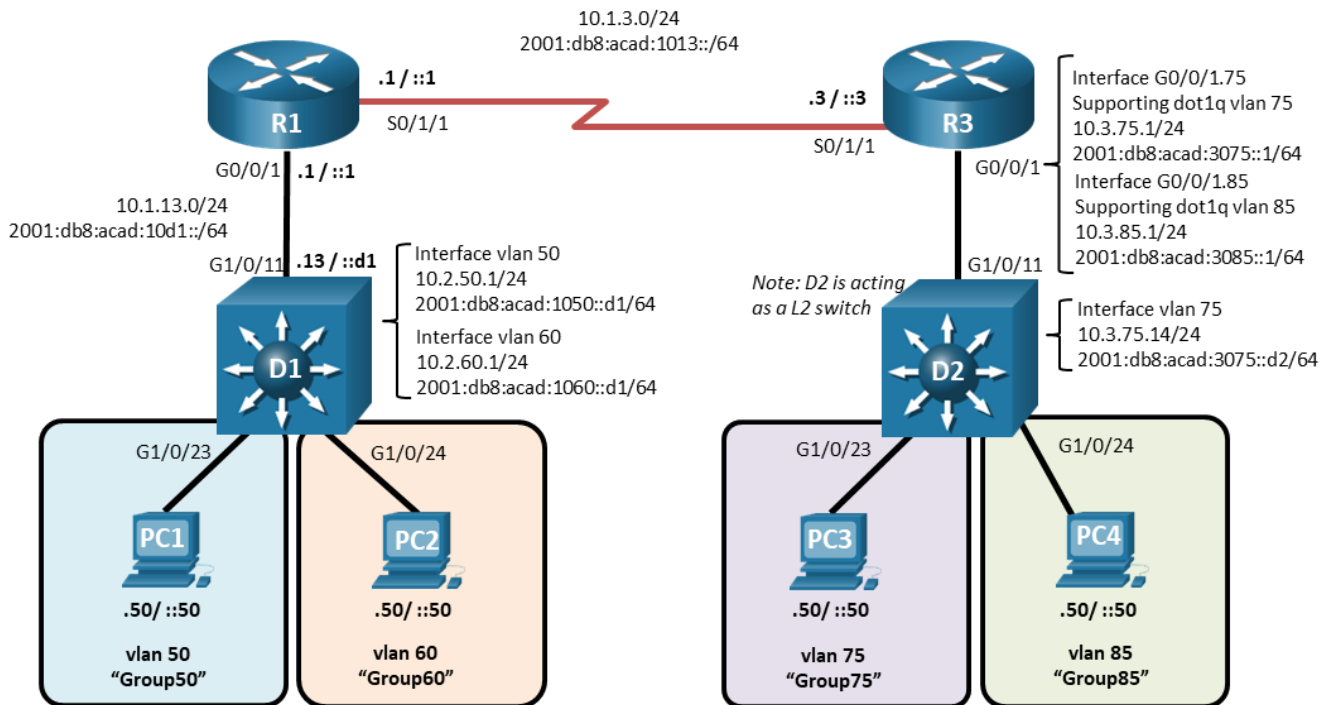 10.1.3.0/24
2001:db8:acad:1013::/64
.1 / ::1
R1
S0/1/1
.3 / ::3
R3
S0/1/1
Interface G0/0/1.75
Supporting dot1q vlan 75
10.3.75.1/24
2001:db8:acad:3075::1/64
Interface G0/0/1.85
Supporting dot1q vlan 85
10.3.85.1/24
2001:db8:acad:3085::1/64
G0/0/1
.1 / ::1
G0/0/1
10.1.13.0/24
2001:db8:acad:10d1::/64
.13 / ::d1
G1/0/11
Interface vlan 50
10.2.50.1/24
2001:db8:acad:1050::d1/64
Interface vlan 60
10.2.60.1/24
2001:db8:acad:1060::d1/64
D1
G1/0/11
Note: D2 is acting
as a L2 switch
Interface vlan 75
10.3.75.14/24
2001:db8:acad:3075::d2/64
D2
G1/0/23
G1/0/24
G1/0/23
G1/0/24
PC1
PC2
PC3
PC4
.50/ ::50
.50/ ::50
.50/ ::50
.50/ ::50
vlan 50
“Group50”
vlan 60
“Group60”
vlan 75
“Group75”
vlan 85
“Group85”